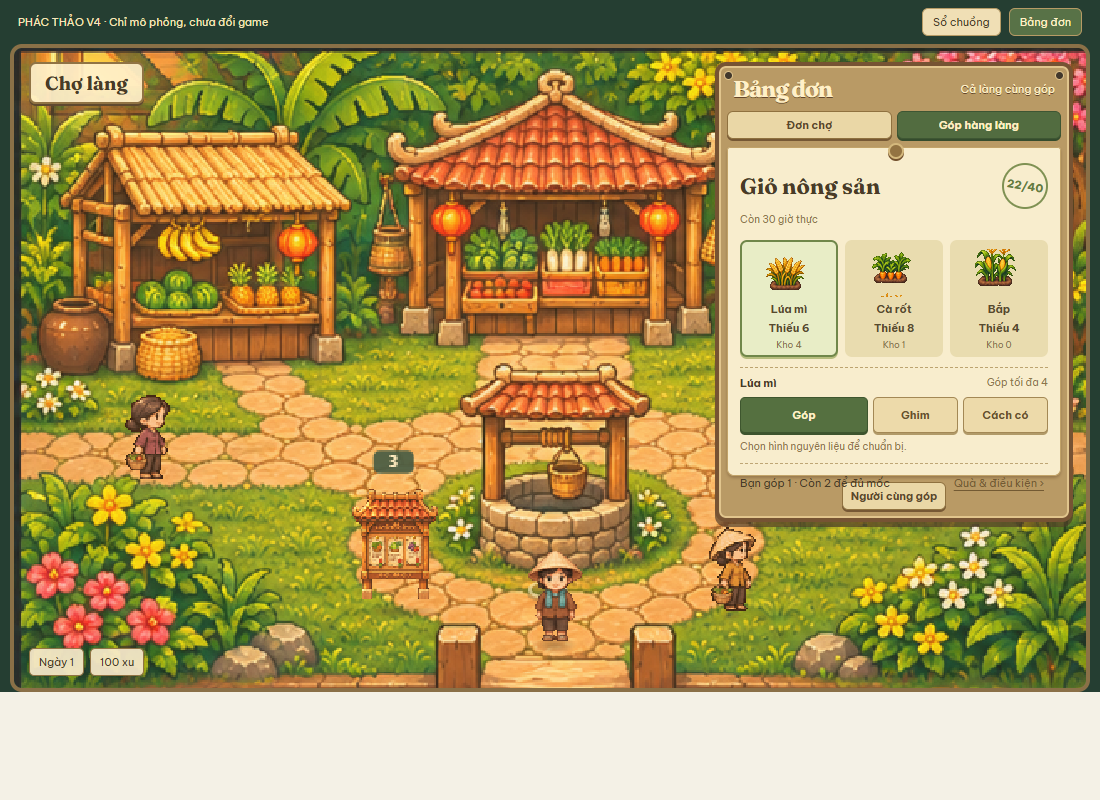 PHÁC THẢO V4 · Chỉ mô phỏng, chưa đổi game
Sổ chuồng
Bảng đơn
Chợ làng
Bảng đơn
Cả làng cùng góp
Đơn chợ
Góp hàng làng
Giỏ nông sản
22/40
Còn 30 giờ thực
Lúa mì
Thiếu 6
Kho 4
Cà rốt
Thiếu 8
Kho 1
Bắp
Thiếu 4
Kho 0
Lúa mì
Góp tối đa 4
Góp
Ghim
Cách có
Chọn hình nguyên liệu để chuẩn bị.
Bạn góp 1 · Còn 2 để đủ mốc
Quà & điều kiện ›
Người cùng góp
3
Ngày 1
100 xu